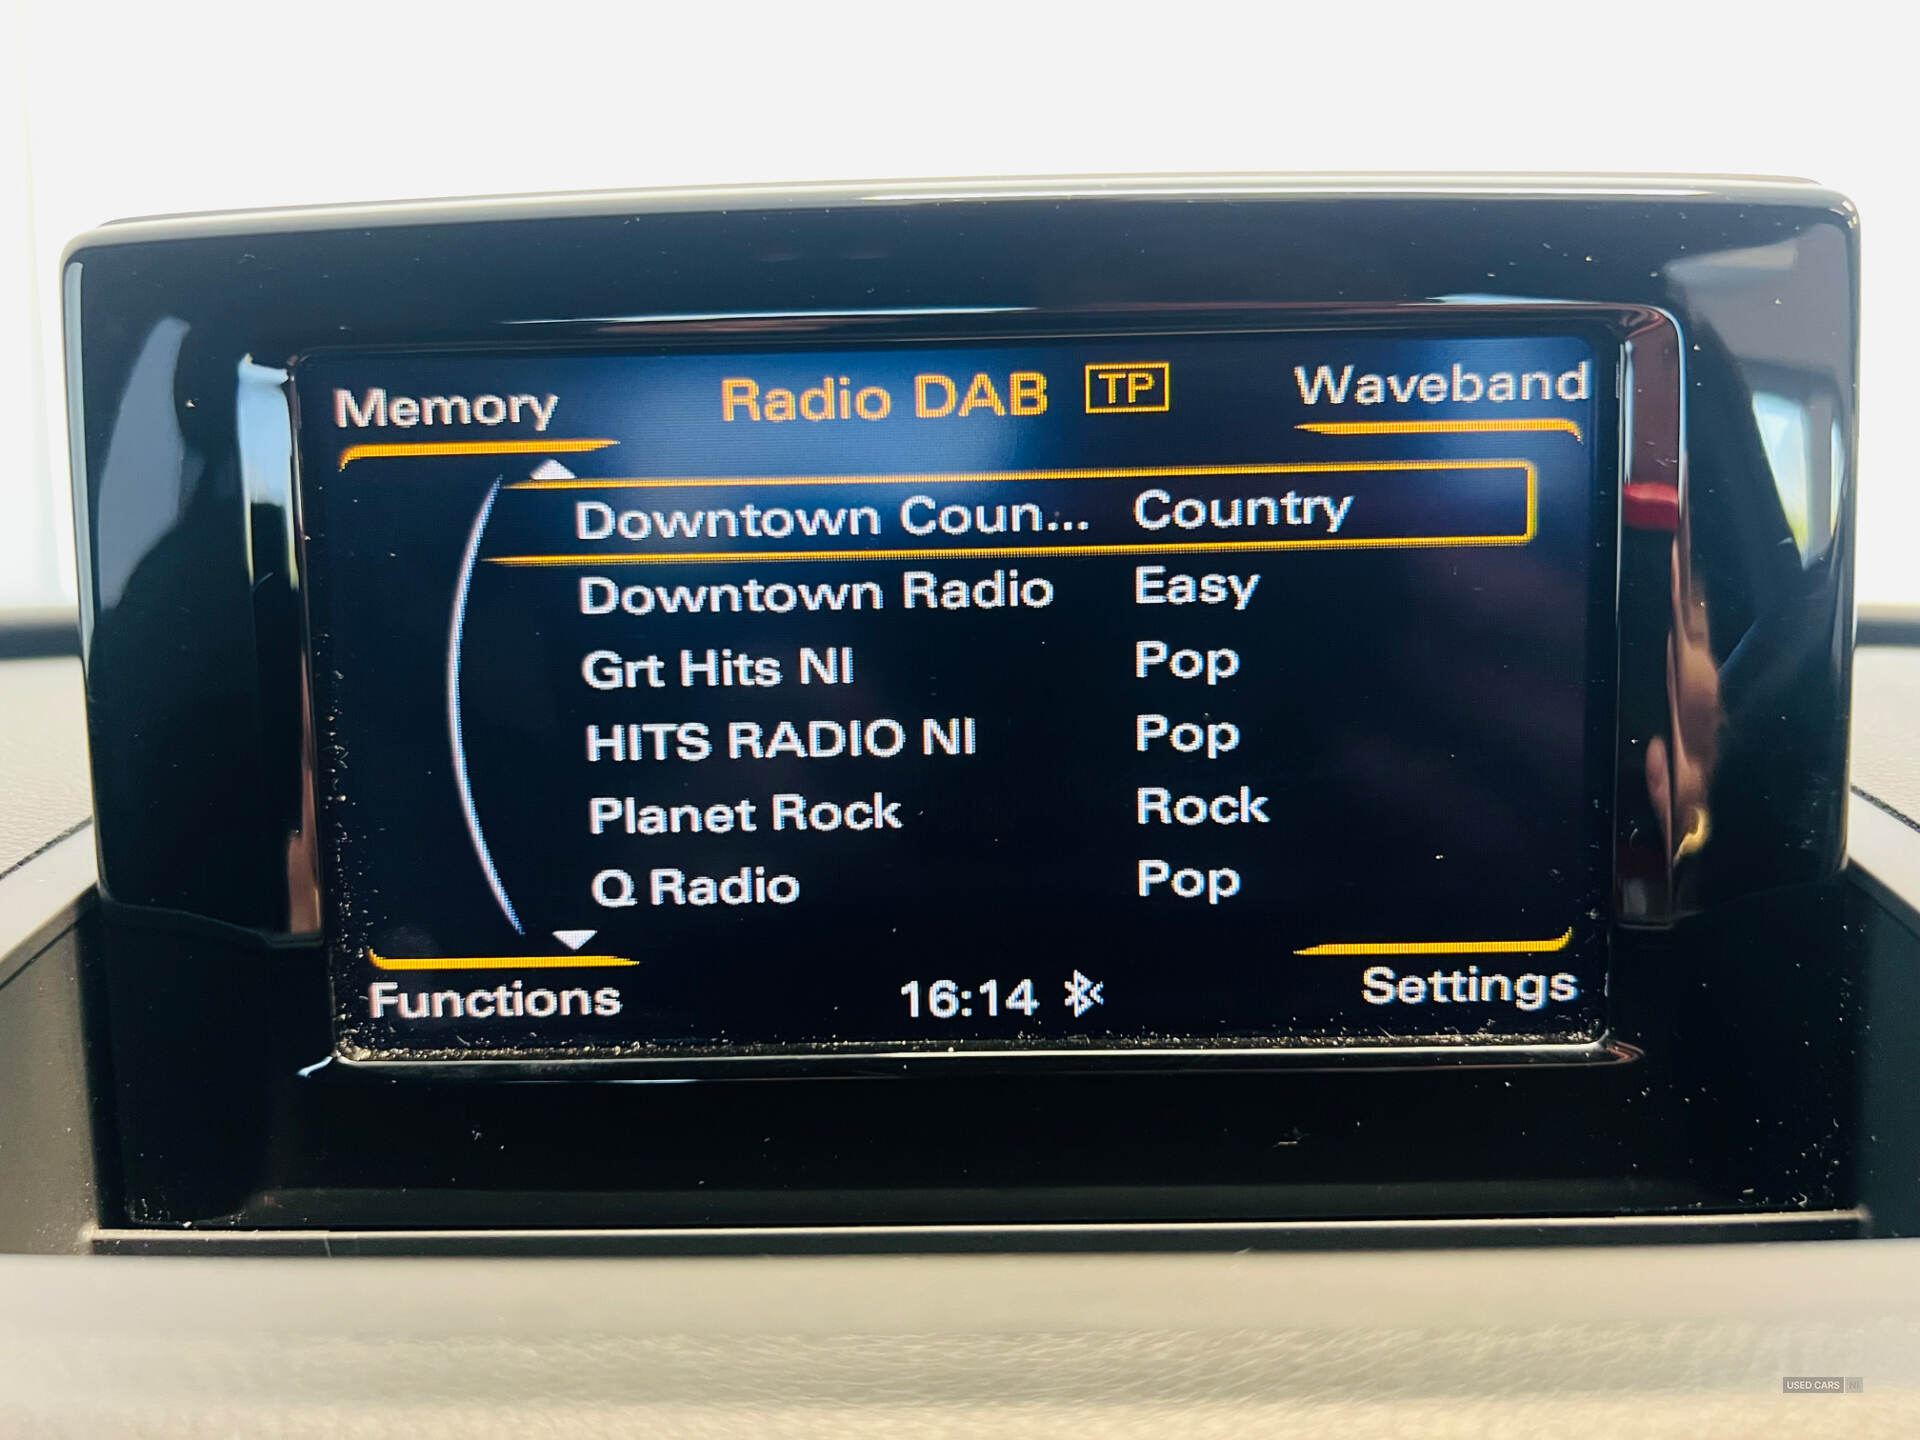 Memory Radio DAB TP Waveband
Downtown Coun... Country
Downtown Radio Easy
Grt Hits NI Pop
HITS RADIO NI Pop
Planet Rock Rock
Q Radio Pop
Functions 16:14 Settings
USED CARS NI